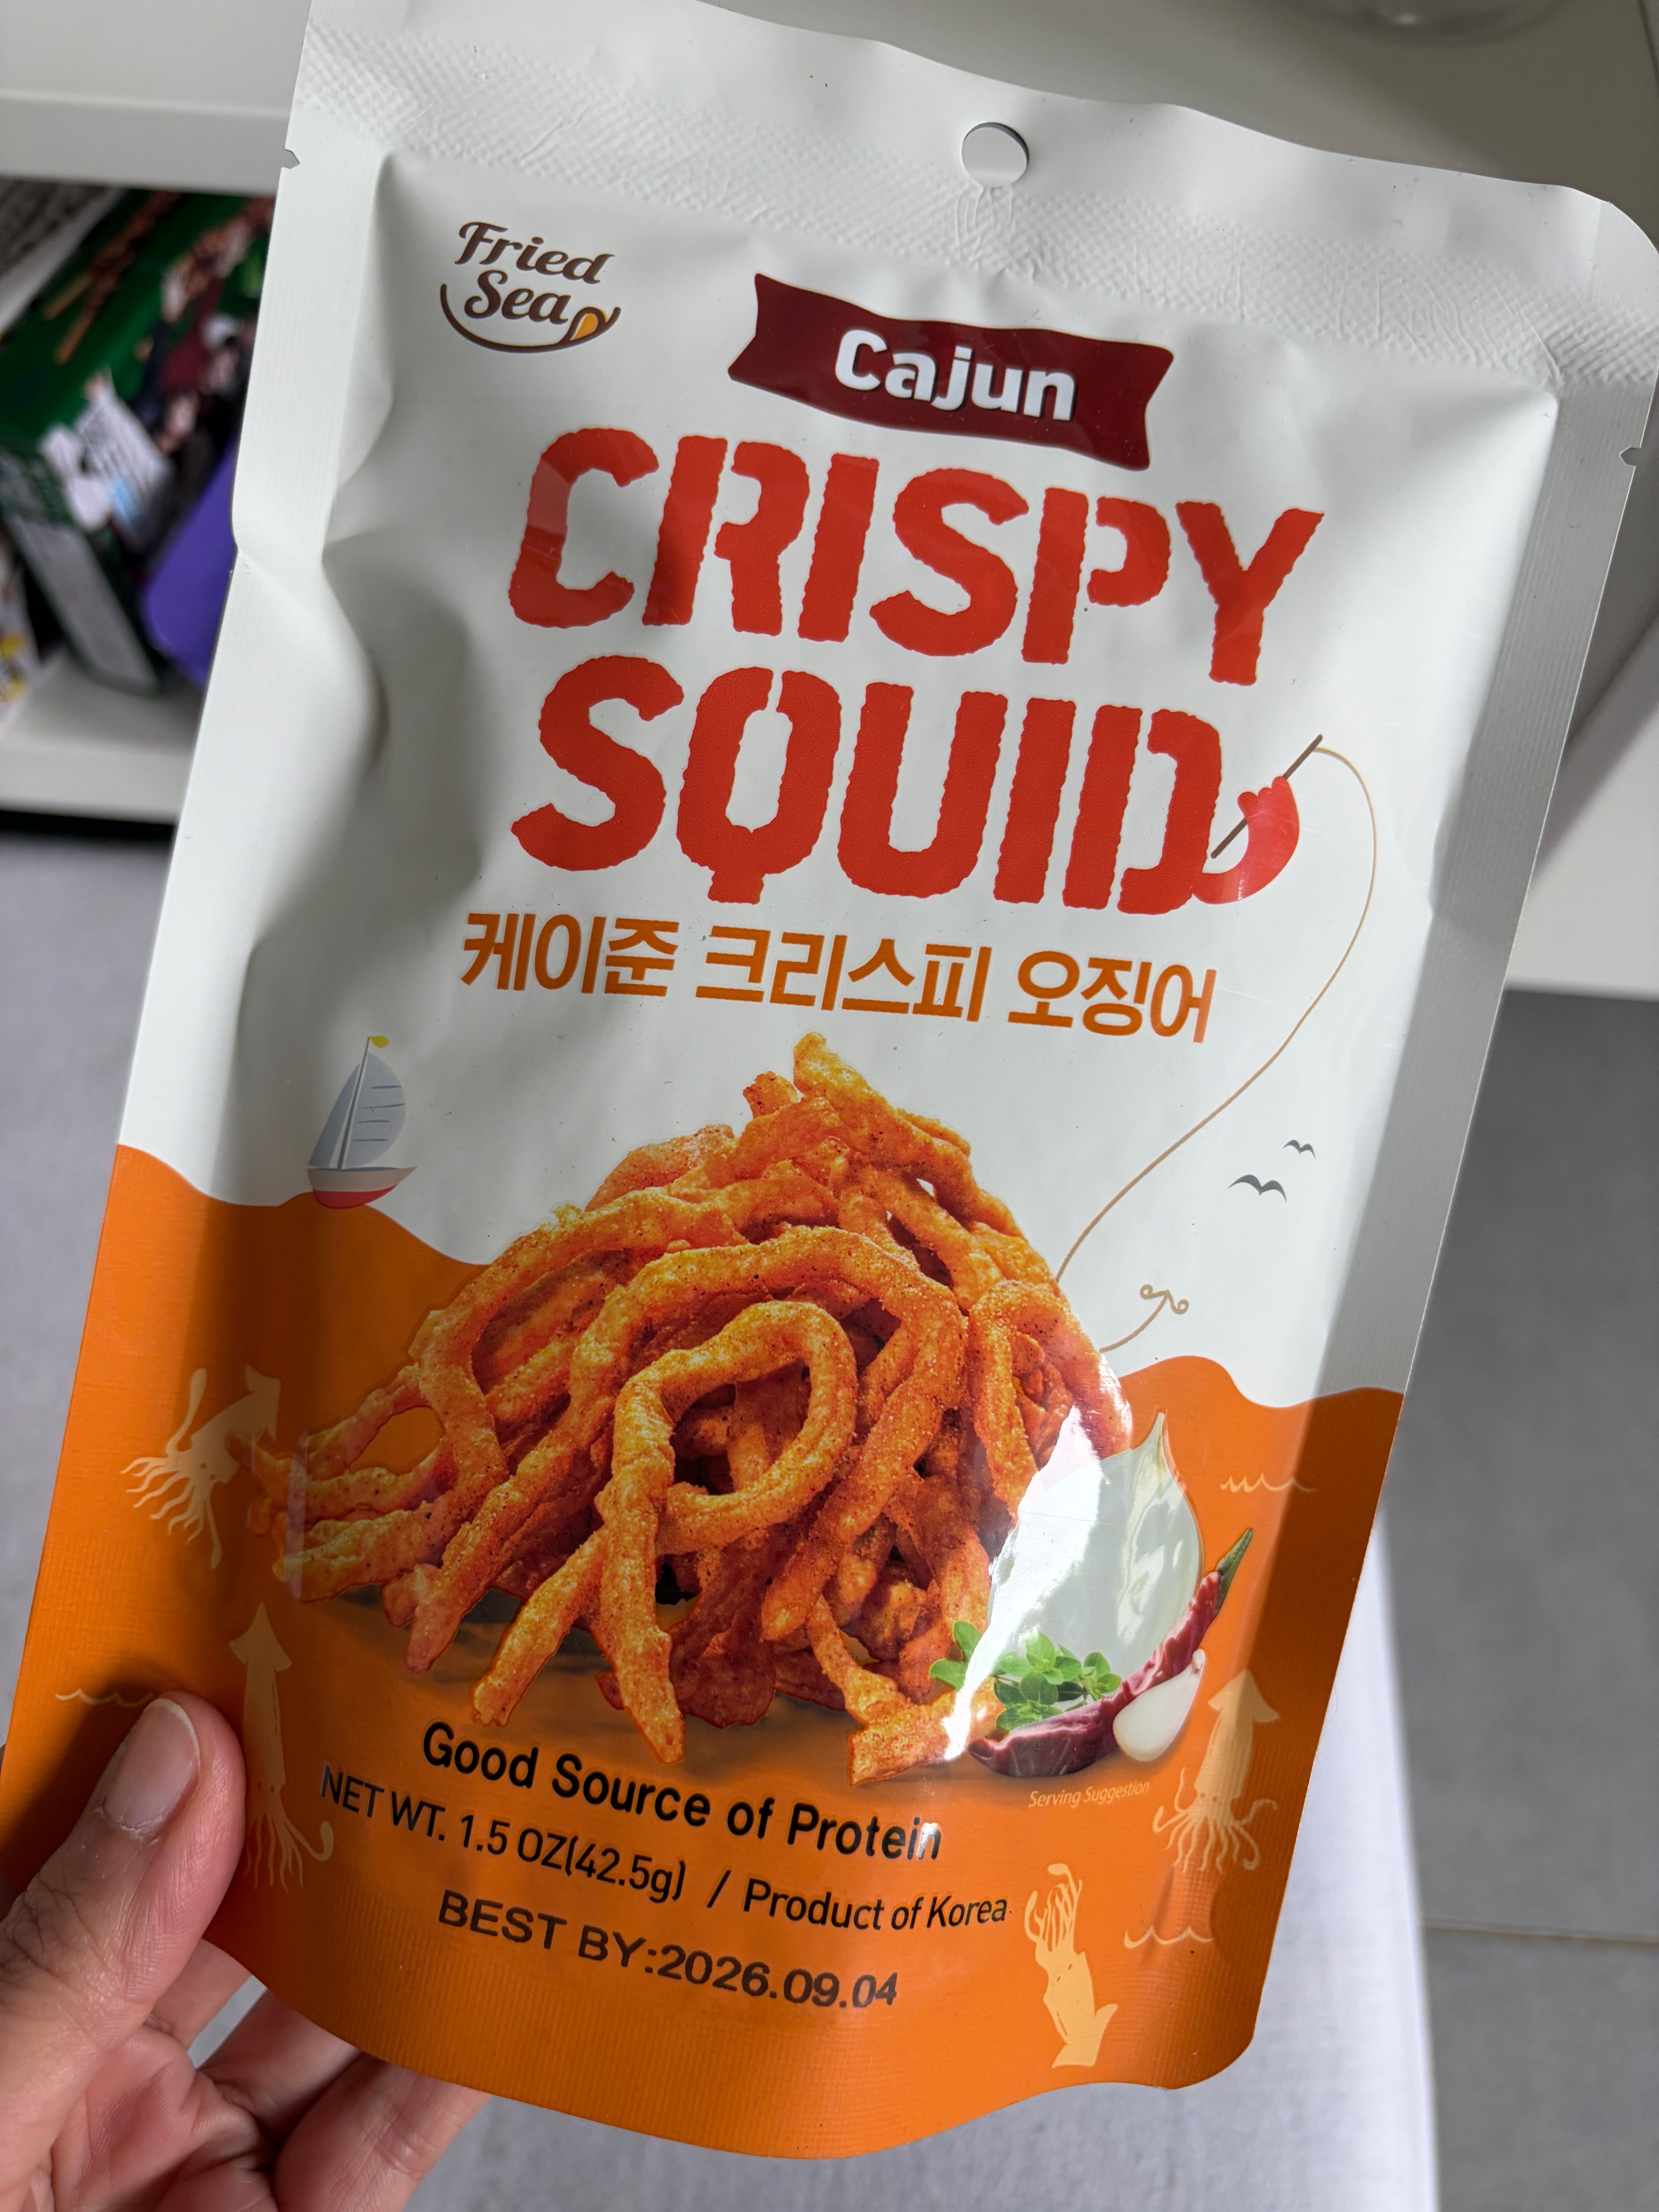 Fried
Sea
Cajun
CRISPY
SQUID
케이준 크리스피 오징어
Serving Suggestion
Good Source of Protein
NET WT. 1.5 OZ(42.5g) / Product of Korea
BEST BY:2026.09.04